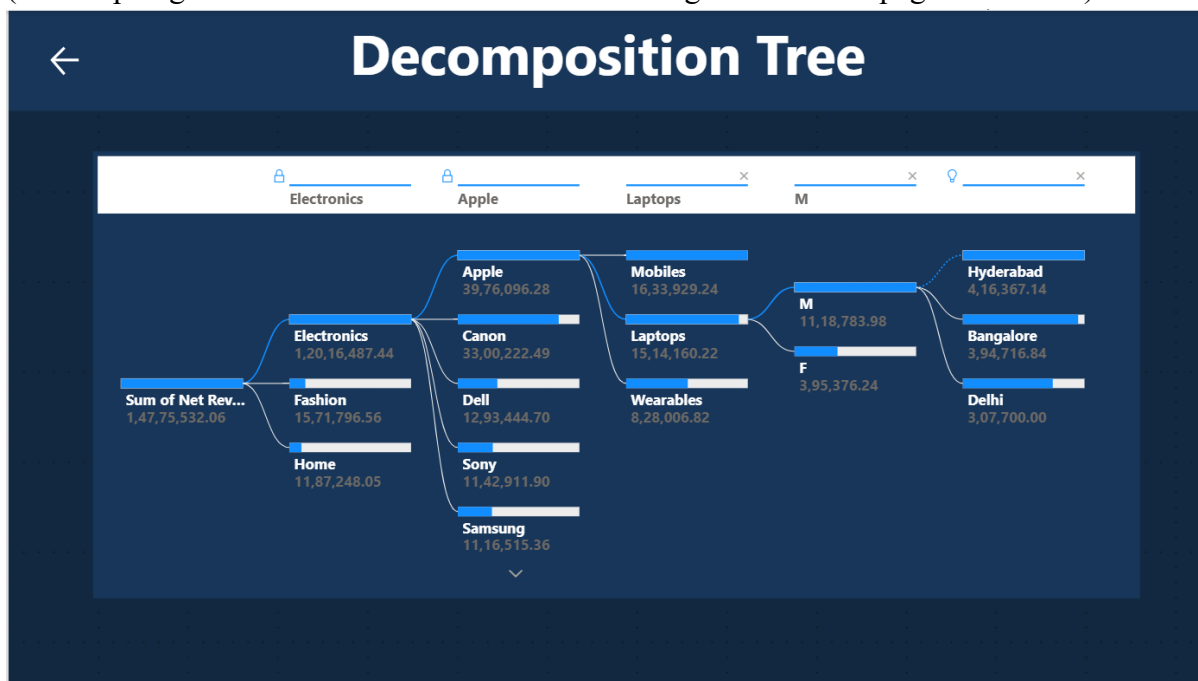 Decomposition Tree
Electronics
Apple
Laptops
M
Sum of Net Rev...
1,47,75,532.06
Electronics
1,20,16,487.44
Fashion
15,71,796.56
Home
11,87,248.05
Apple
39,76,096.28
Canon
33,00,222.49
Dell
12,93,444.70
Sony
11,42,911.90
Samsung
11,16,515.36
Mobiles
16,33,929.24
Laptops
15,14,160.22
Wearables
8,28,006.82
M
11,18,783.98
F
3,95,376.24
Hyderabad
4,16,367.14
Bangalore
3,94,716.84
Delhi
3,07,700.00